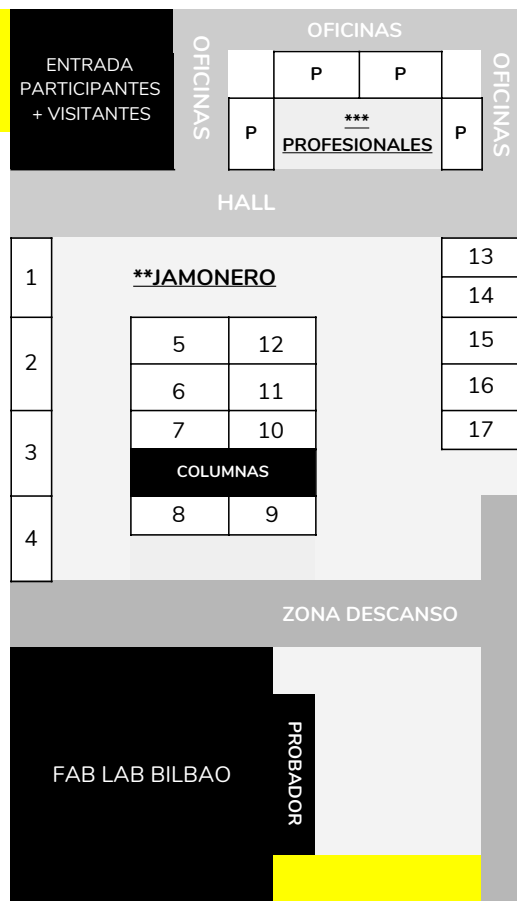 ENTRADA
PARTICIPANTES
+ VISITANTES
OFICINAS
OFICINAS
OFICINAS
P
P
P
***
PROFESIONALES
P
HALL
**JAMONERO
1
2
3
4
5
12
6
11
7
10
COLUMNAS
8
9
13
14
15
16
17
ZONA DESCANSO
FAB LAB BILBAO
PROBADOR